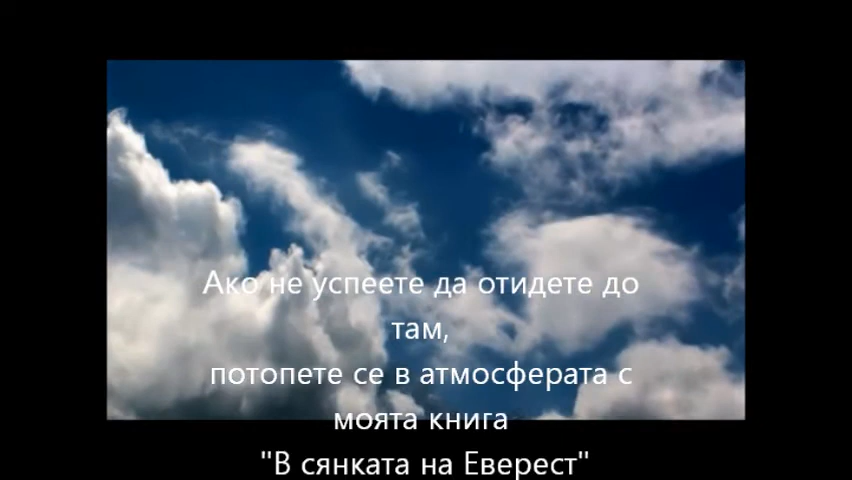 Ако не успеете да отидете до
там,
потопете се в атмосферата с
моята книга
"В сянката на Еверест"